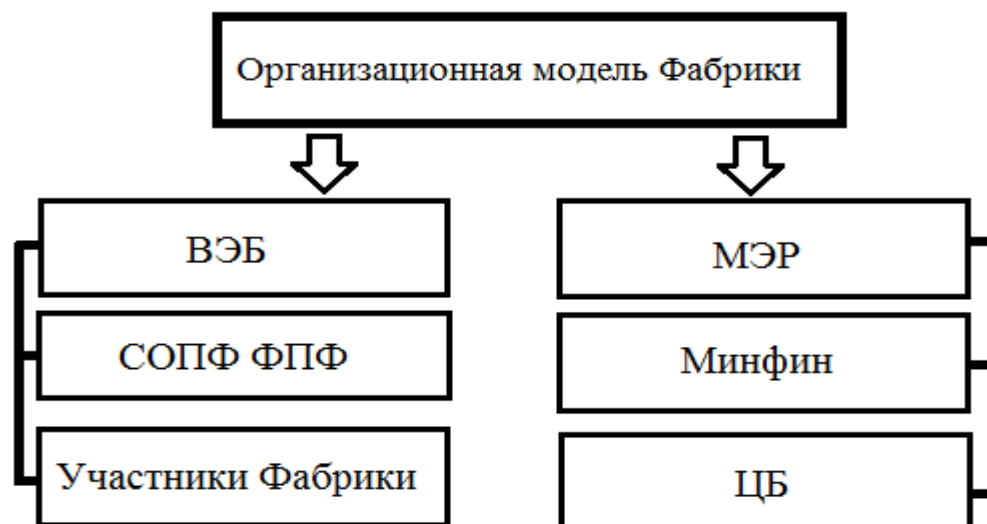 Организационная модель Фабрики
ВЭБ
МЭР
СОПФ ФПФ
Минфин
Участники Фабрики
ЦБ